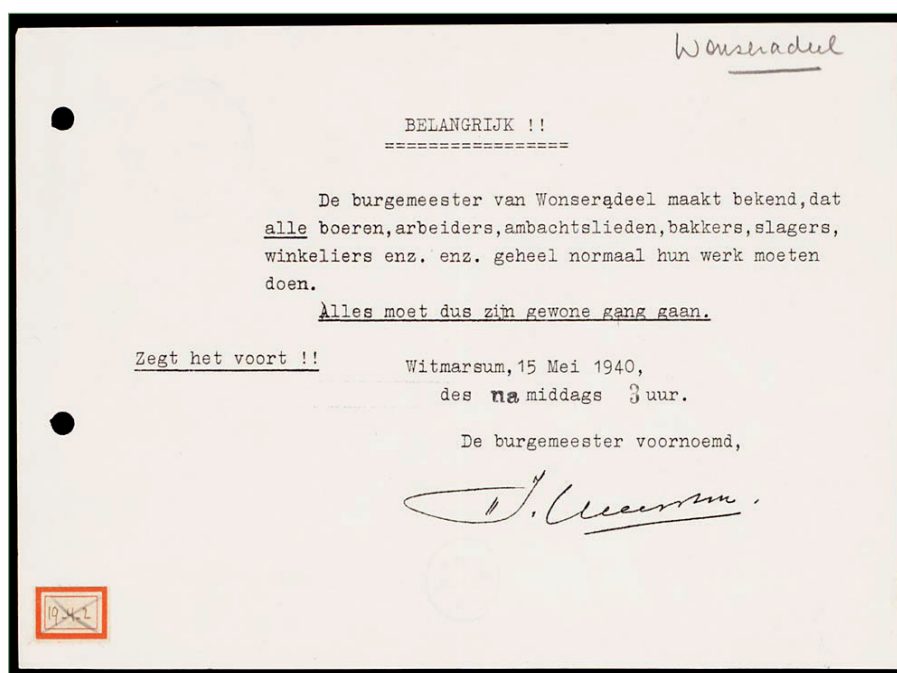 Wonseradeel
BELANGRIJK !!
=================
De burgemeester van Wonseradeel maakt bekend,dat
alle boeren,arbeiders,ambachtslieden,bakkers,slagers,
winkeliers enz. enz. geheel normaal hun werk moeten
doen.
Alles moet dus zijn gewone gang gaan.
Zegt het voort !!
Witmarsum,15 Mei 1940,
des na middags 3 uur.
De burgemeester voornoemd,
19-4-2